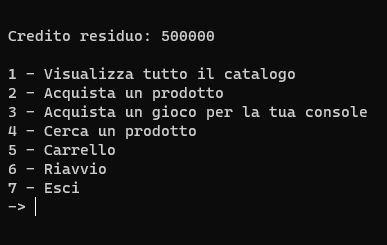 Credito residuo: 500000
1 - Visualizza tutto il catalogo
2 - Acquista un prodotto
3 - Acquista un gioco per la tua console
4 - Cerca un prodotto
5 - Carrello
6 - Riavvio
7 - Esci
->